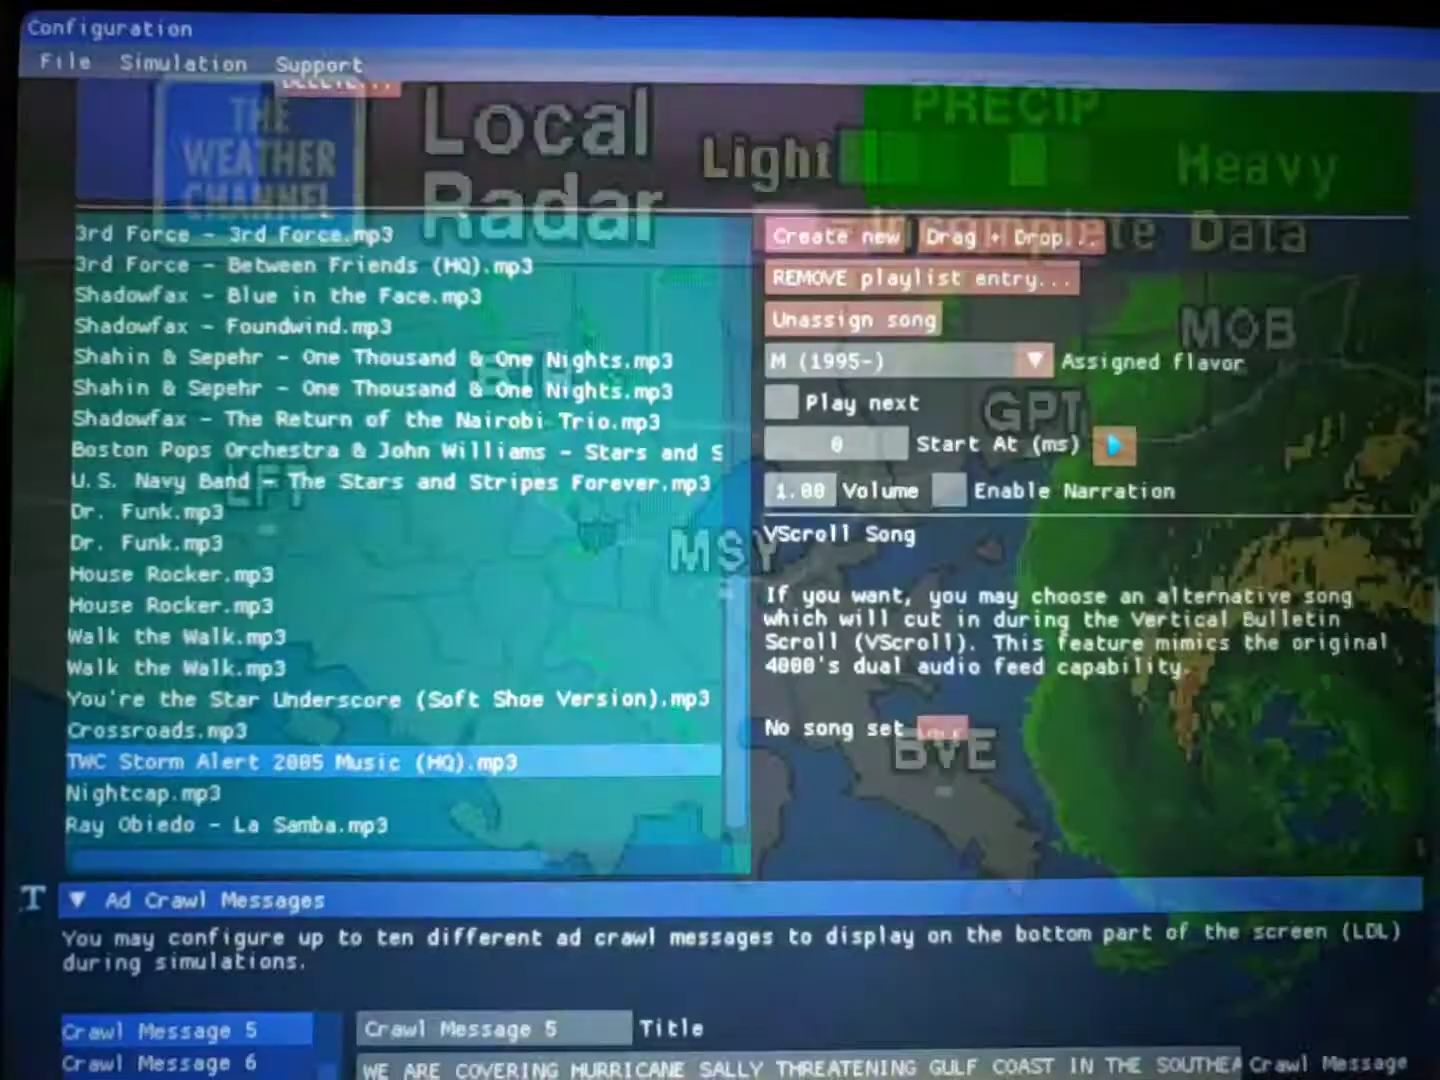 Configuration
File Simulation Support
DELETE...
THE
WEATHER
CHANNEL
Local
Radar
PRECIP
Light Heavy
= Incomplete Data
3rd Force - 3rd Force.mp3
3rd Force - Between Friends (HQ).mp3
Shadowfax - Blue in the Face.mp3
Shadowfax - Foundwind.mp3
Shahin & Sepehr - One Thousand & One Nights.mp3
Shahin & Sepehr - One Thousand & One Nights.mp3
Shadowfax - The Return of the Nairobi Trio.mp3
Boston Pops Orchestra & John Williams - Stars and S
U.S. Navy Band - The Stars and Stripes Forever.mp3
Dr. Funk.mp3
Dr. Funk.mp3
House Rocker.mp3
House Rocker.mp3
Walk the Walk.mp3
Walk the Walk.mp3
You're the Star Underscore (Soft Shoe Version).mp3
Crossroads.mp3
TWC Storm Alert 2005 Music (HQ).mp3
Nightcap.mp3
Ray Obiedo - La Samba.mp3
Create new Drag + Drop...
REMOVE playlist entry...
Unassign song
M (1995-) Assigned flavor
Play next
0 Start At (ms)
1.00 Volume Enable Narration
VScroll Song
If you want, you may choose an alternative song
which will cut in during the Vertical Bulletin
Scroll (VScroll). This feature mimics the original
4000's dual audio feed capability.
No song set
MOB
GPT
LFT
MSY
BVE
Ad Crawl Messages
You may configure up to ten different ad crawl messages to display on the bottom part of the screen (LDL)
during simulations.
Crawl Message 5
Crawl Message 6
Crawl Message 5 Title
WE ARE COVERING HURRICANE SALLY THREATENING GULF COAST IN THE SOUTHEA Crawl Message